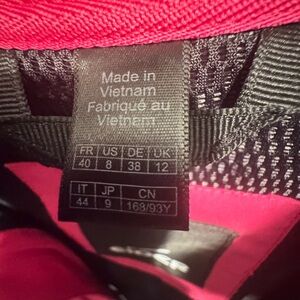 Made in
Vietnam
Fabriqué au
Vietnam
FR US DE UK
40 8 38 12
IT JP CN
44 9 168/93Y